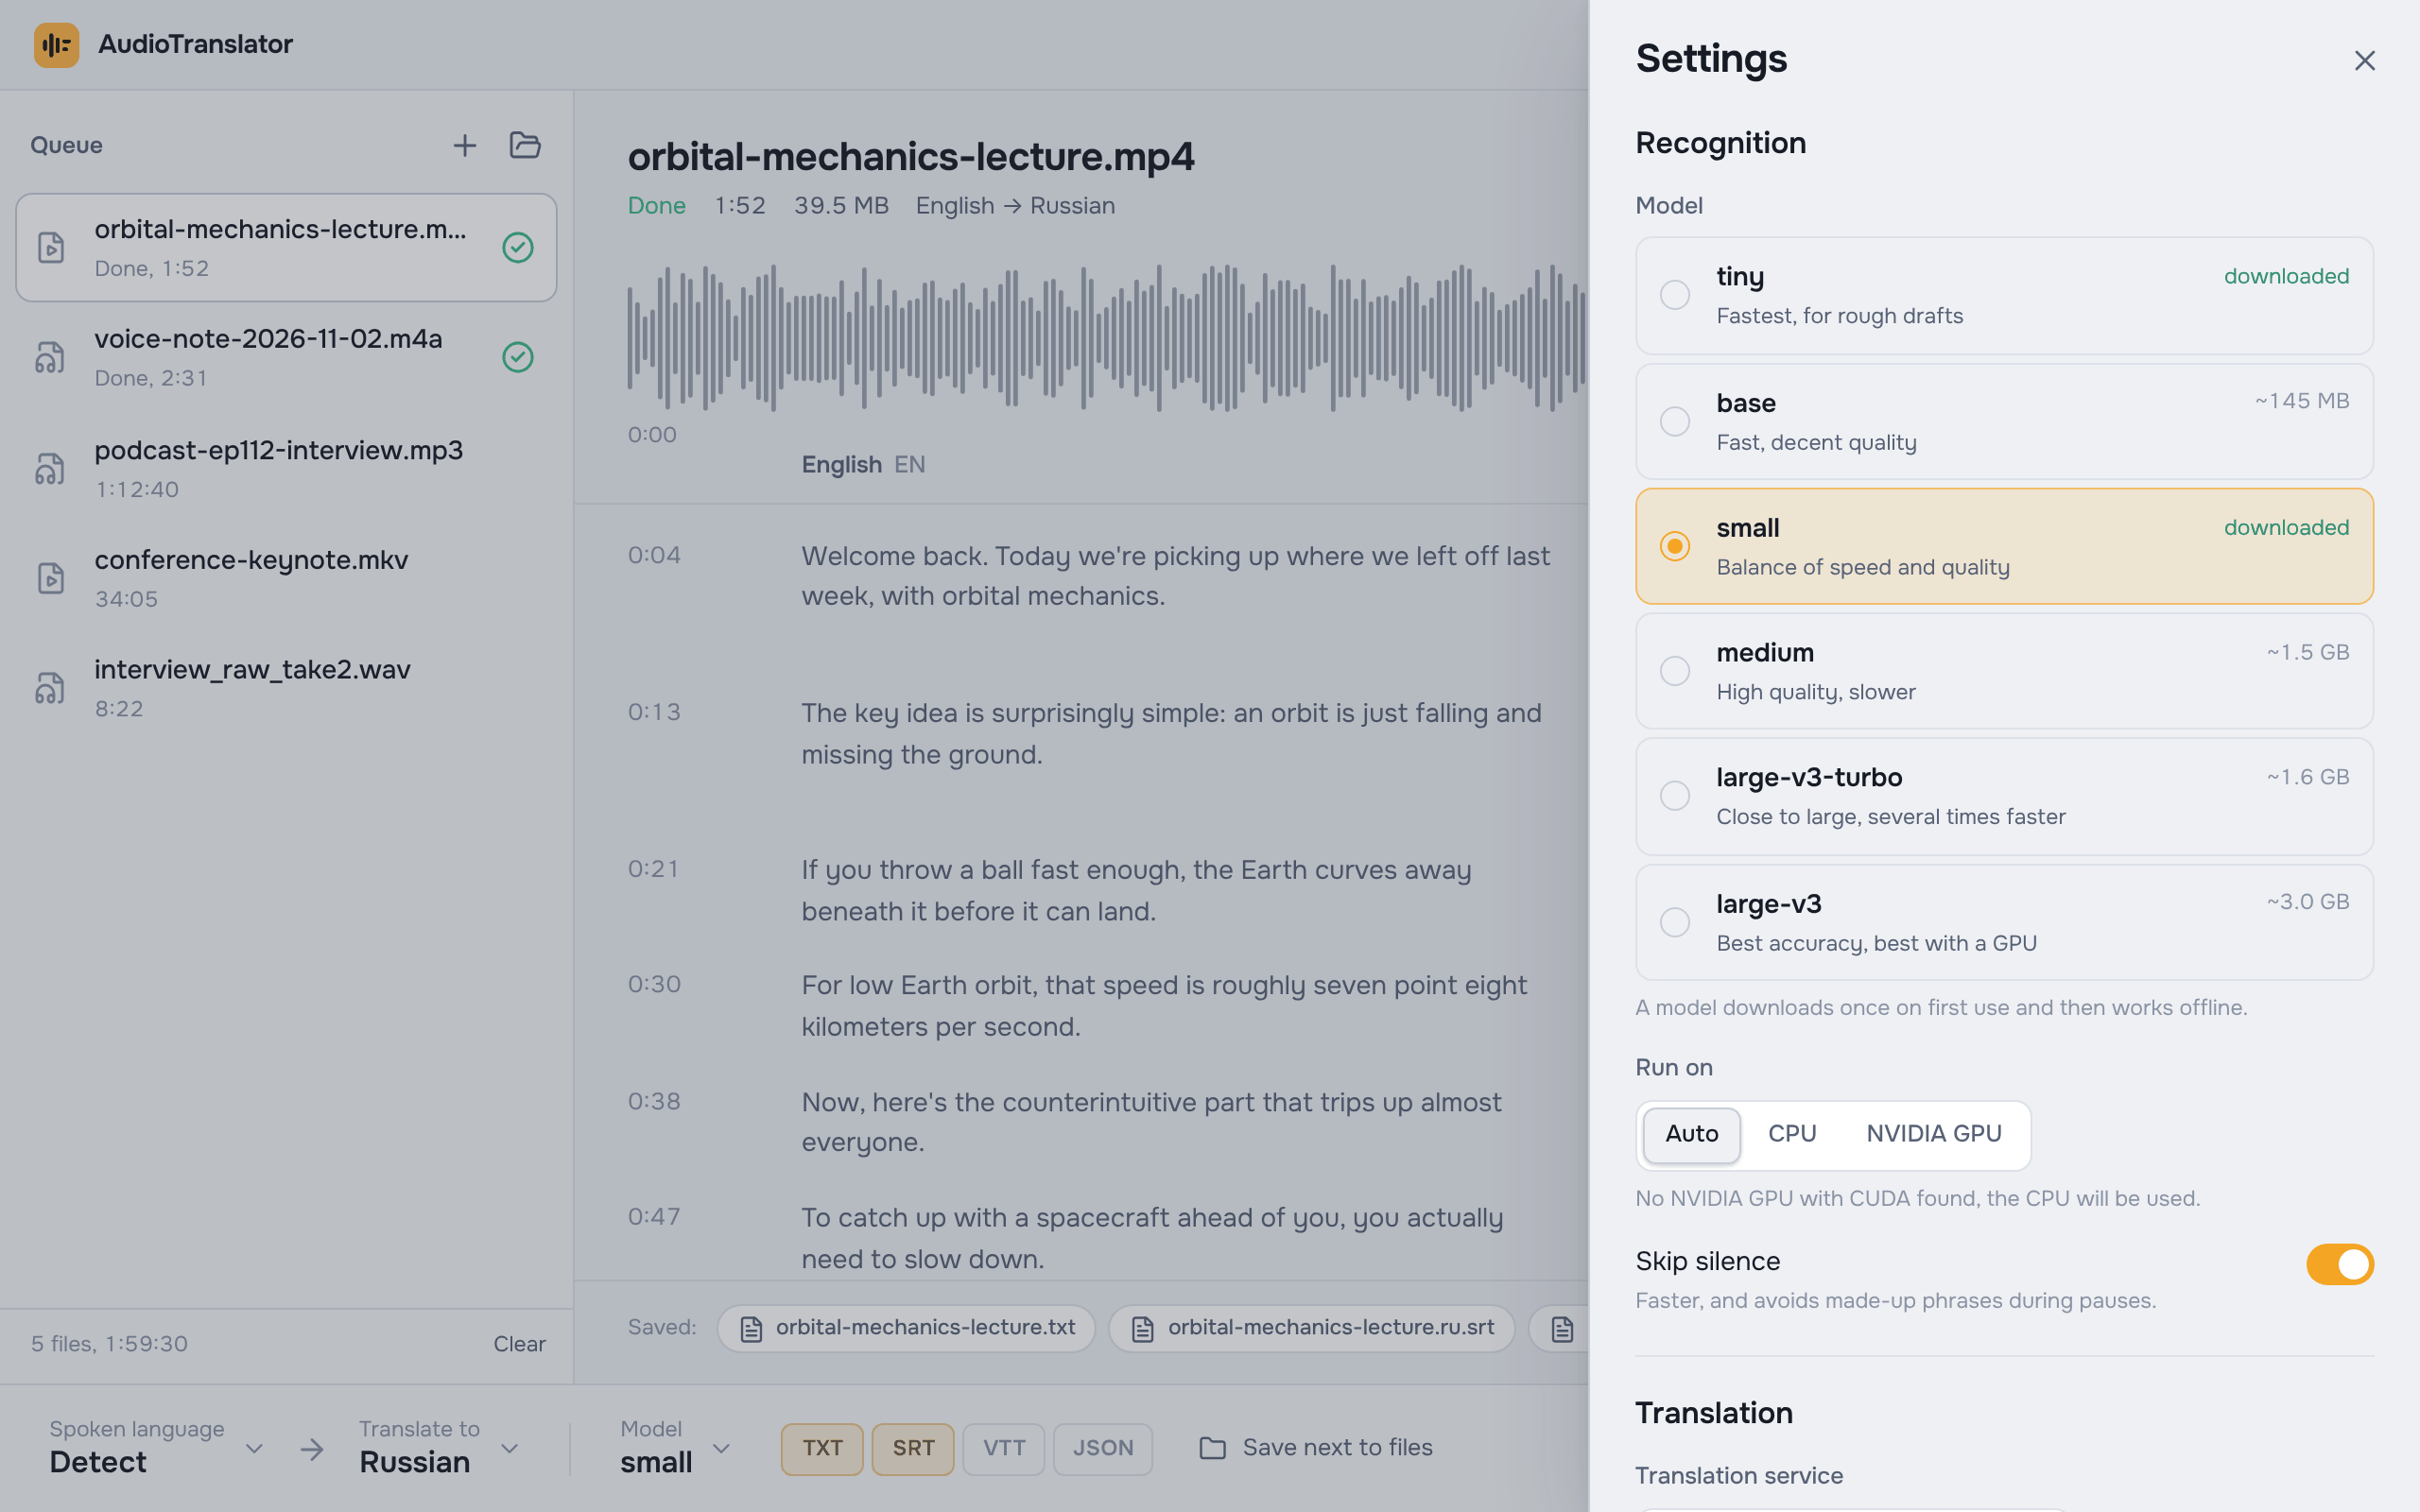 AudioTranslator
Queue
orbital-mechanics-lecture.m...
Done, 1:52
voice-note-2026-11-02.m4a
Done, 2:31
podcast-ep112-interview.mp3
1:12:40
conference-keynote.mkv
34:05
interview_raw_take2.wav
8:22
5 files, 1:59:30
Clear
orbital-mechanics-lecture.mp4
Done 1:52 39.5 MB English → Russian
0:00
English EN
0:04
Welcome back. Today we're picking up where we left off last
week, with orbital mechanics.
0:13
The key idea is surprisingly simple: an orbit is just falling and
missing the ground.
0:21
If you throw a ball fast enough, the Earth curves away
beneath it before it can land.
0:30
For low Earth orbit, that speed is roughly seven point eight
kilometers per second.
0:38
Now, here's the counterintuitive part that trips up almost
everyone.
0:47
To catch up with a spacecraft ahead of you, you actually
need to slow down.
Saved:
orbital-mechanics-lecture.txt
orbital-mechanics-lecture.ru.srt
Spoken language
Detect
Translate to
Russian
Model
small
TXT
SRT
VTT
JSON
Save next to files
Settings
Recognition
Model
tiny
downloaded
Fastest, for rough drafts
base
~145 MB
Fast, decent quality
small
downloaded
Balance of speed and quality
medium
~1.5 GB
High quality, slower
large-v3-turbo
~1.6 GB
Close to large, several times faster
large-v3
~3.0 GB
Best accuracy, best with a GPU
A model downloads once on first use and then works offline.
Run on
Auto
CPU
NVIDIA GPU
No NVIDIA GPU with CUDA found, the CPU will be used.
Skip silence
Faster, and avoids made-up phrases during pauses.
Translation
Translation service